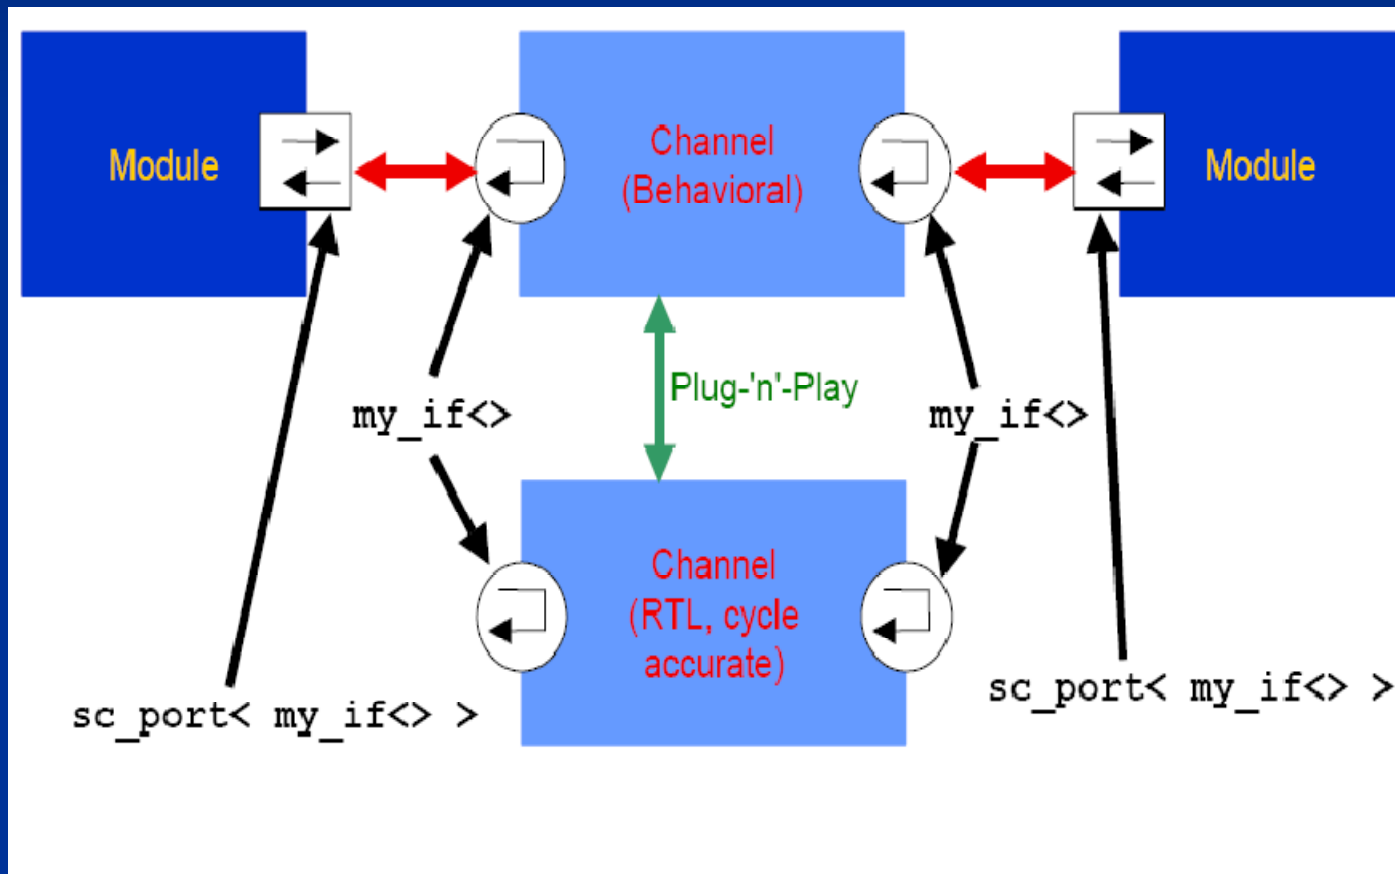 Module
Channel
(Behavioral)
Module
Plug-'n'-Play
my_if<>
my_if<>
Channel
(RTL, cycle
accurate)
sc_port< my_if<> >
sc_port< my_if<> >